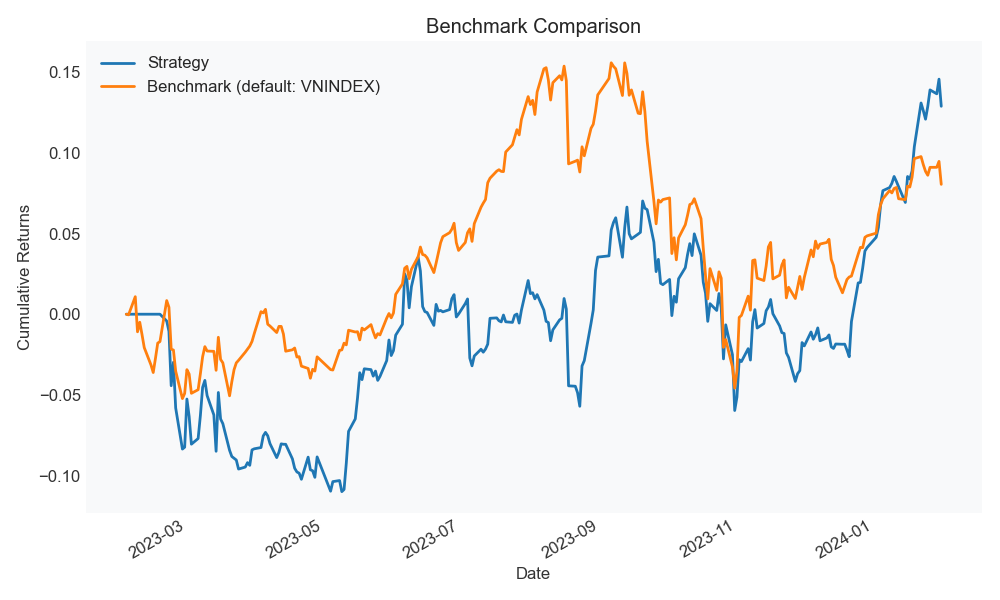 Benchmark Comparison
Strategy
Benchmark (default: VNINDEX)
Cumulative Returns
0.15
0.10
0.05
0.00
−0.05
−0.10
2023-03
2023-05
2023-07
2023-09
2023-11
2024-01
Date